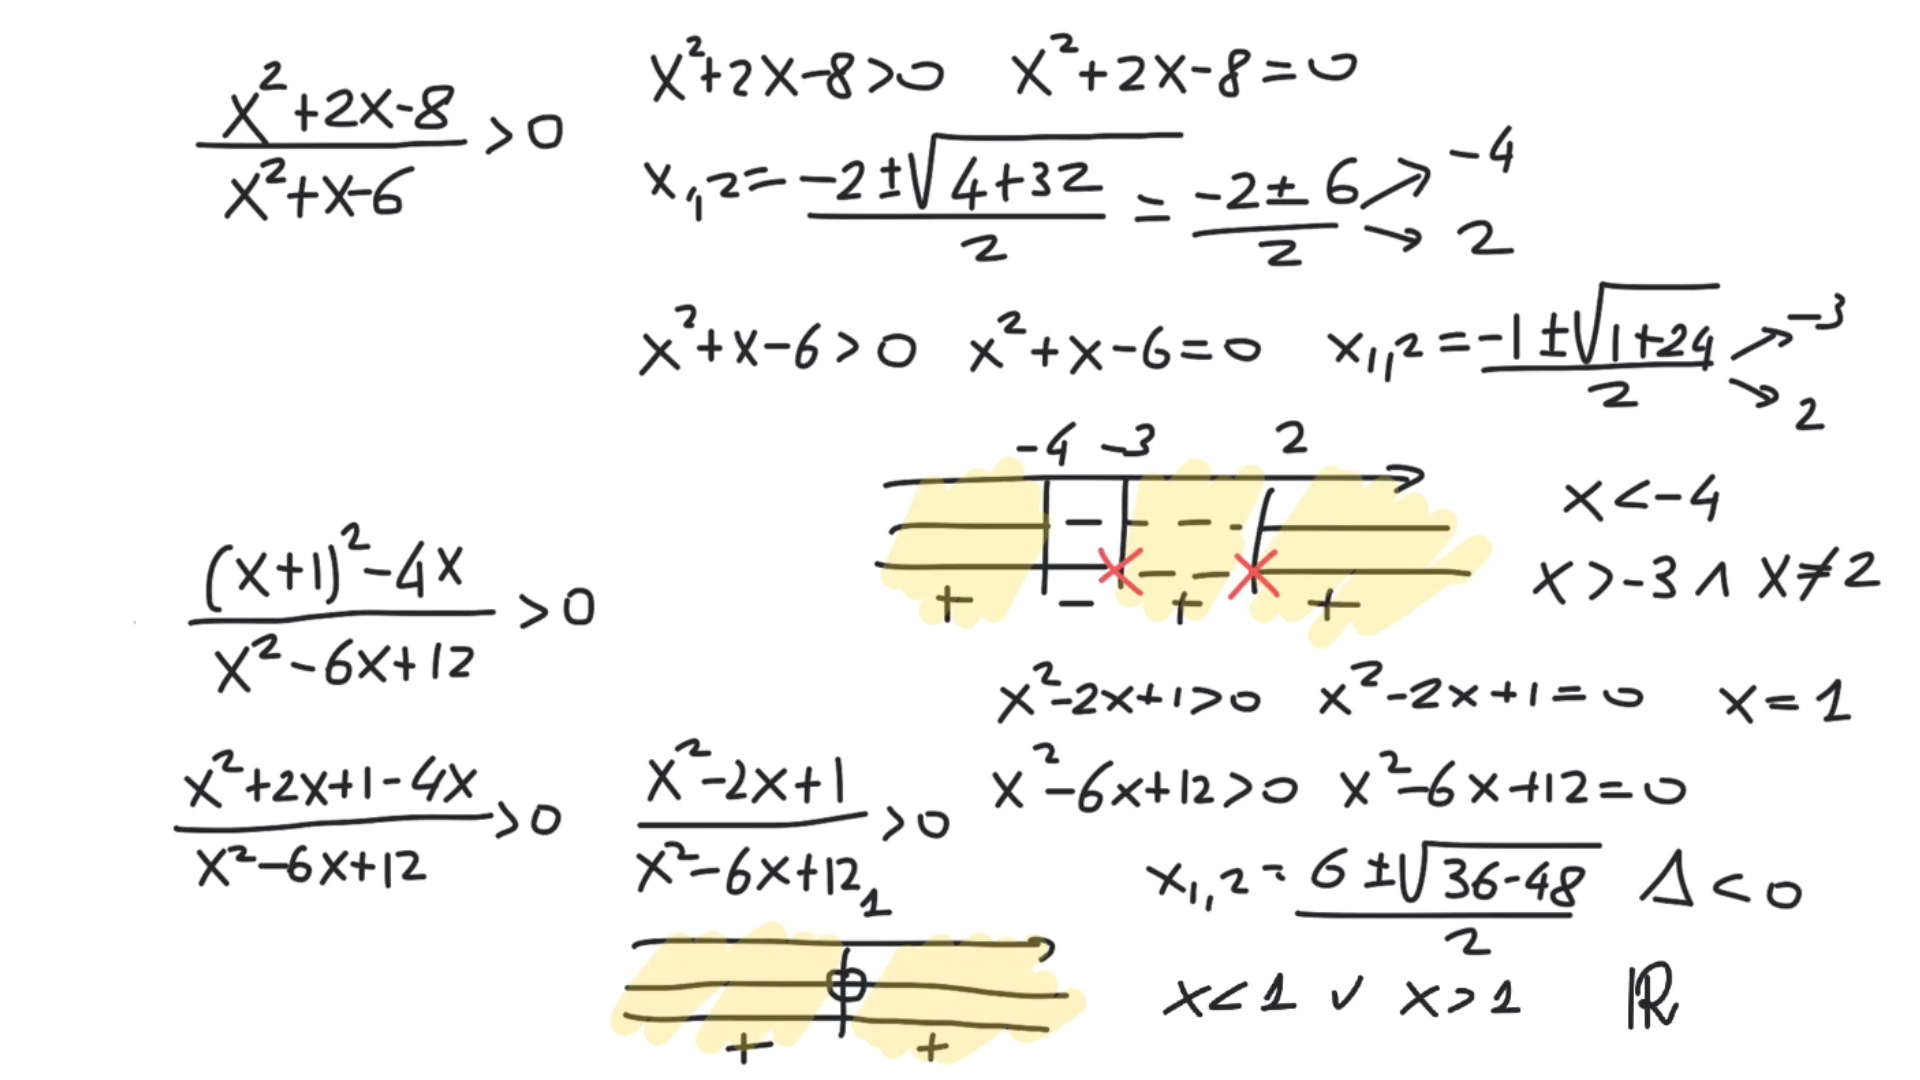 (x²+2x-8)/(x²+x-6) >0
x²+2x-8>0 x²+2x-8=0
x₁,₂= (-2±√(4+32))/2 = (-2±6)/2 ↗ -4 ↘ 2
x²+x-6>0 x²+x-6=0 x₁,₂= (-1±√(1+24))/2 ↗ -3 ↘ 2
-4 -3 2
+ - + +
x<-4
x>-3 ∧ x≠2
((x+1)²-4x)/(x²-6x+12) >0
(x²+2x+1-4x)/(x²-6x+12) >0 (x²-2x+1)/(x²-6x+12) >0
x²-2x+1>0 x²-2x+1=0 x=1
x²-6x+12>0 x²-6x+12=0
x₁,₂= (6±√(36-48))/2 Δ<0
1
+ +
x<1 ∨ x>1 ℝ